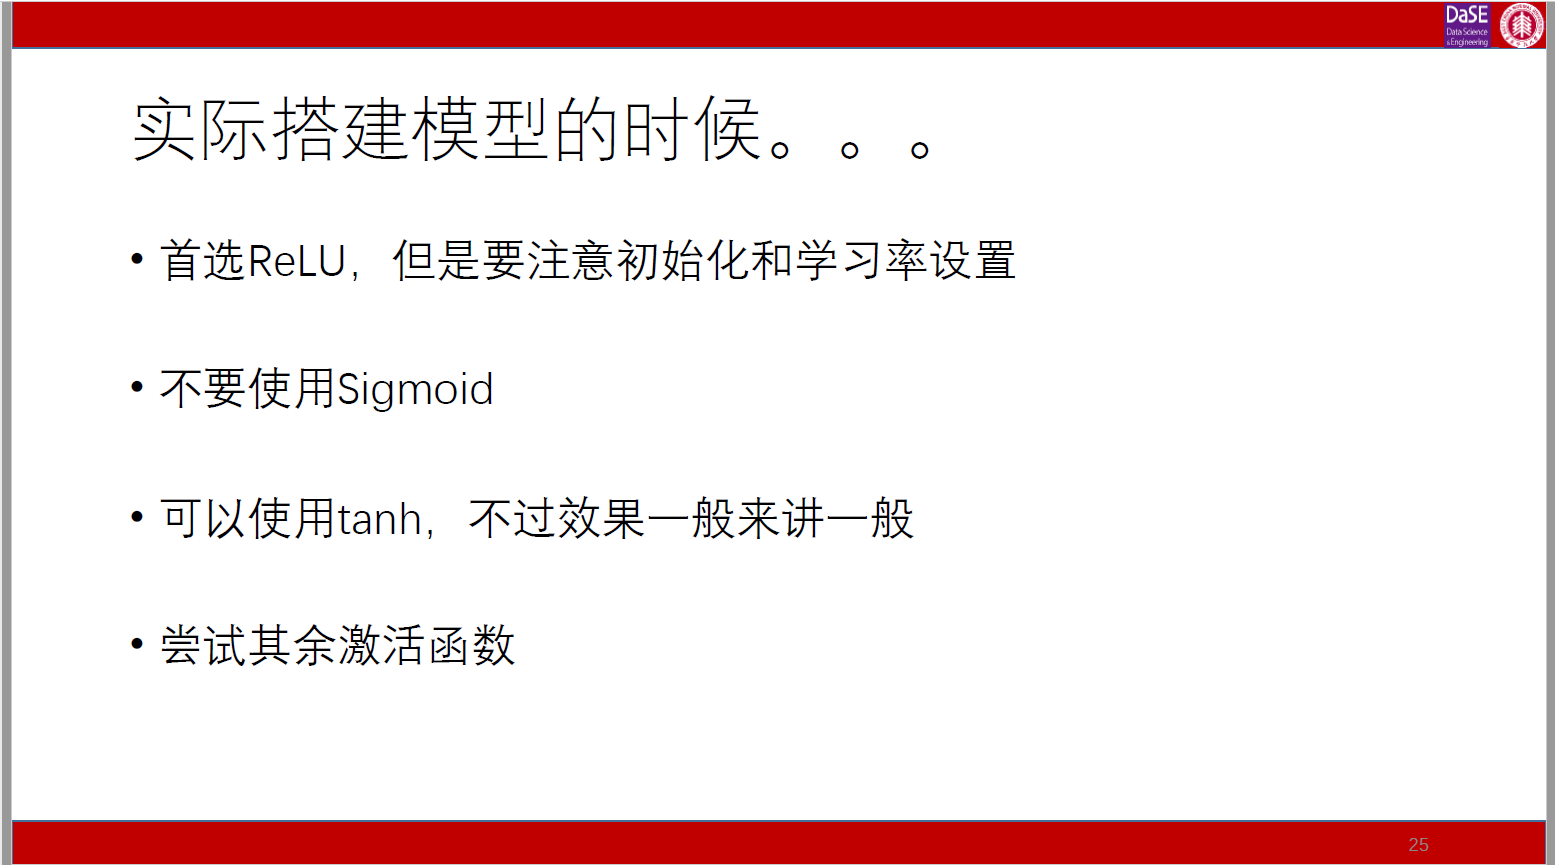 DaSE
Data Science
& Engineering
实际搭建模型的时候。。。
• 首选ReLU，但是要注意初始化和学习率设置
• 不要使用Sigmoid
• 可以使用tanh，不过效果一般来讲一般
• 尝试其余激活函数
25